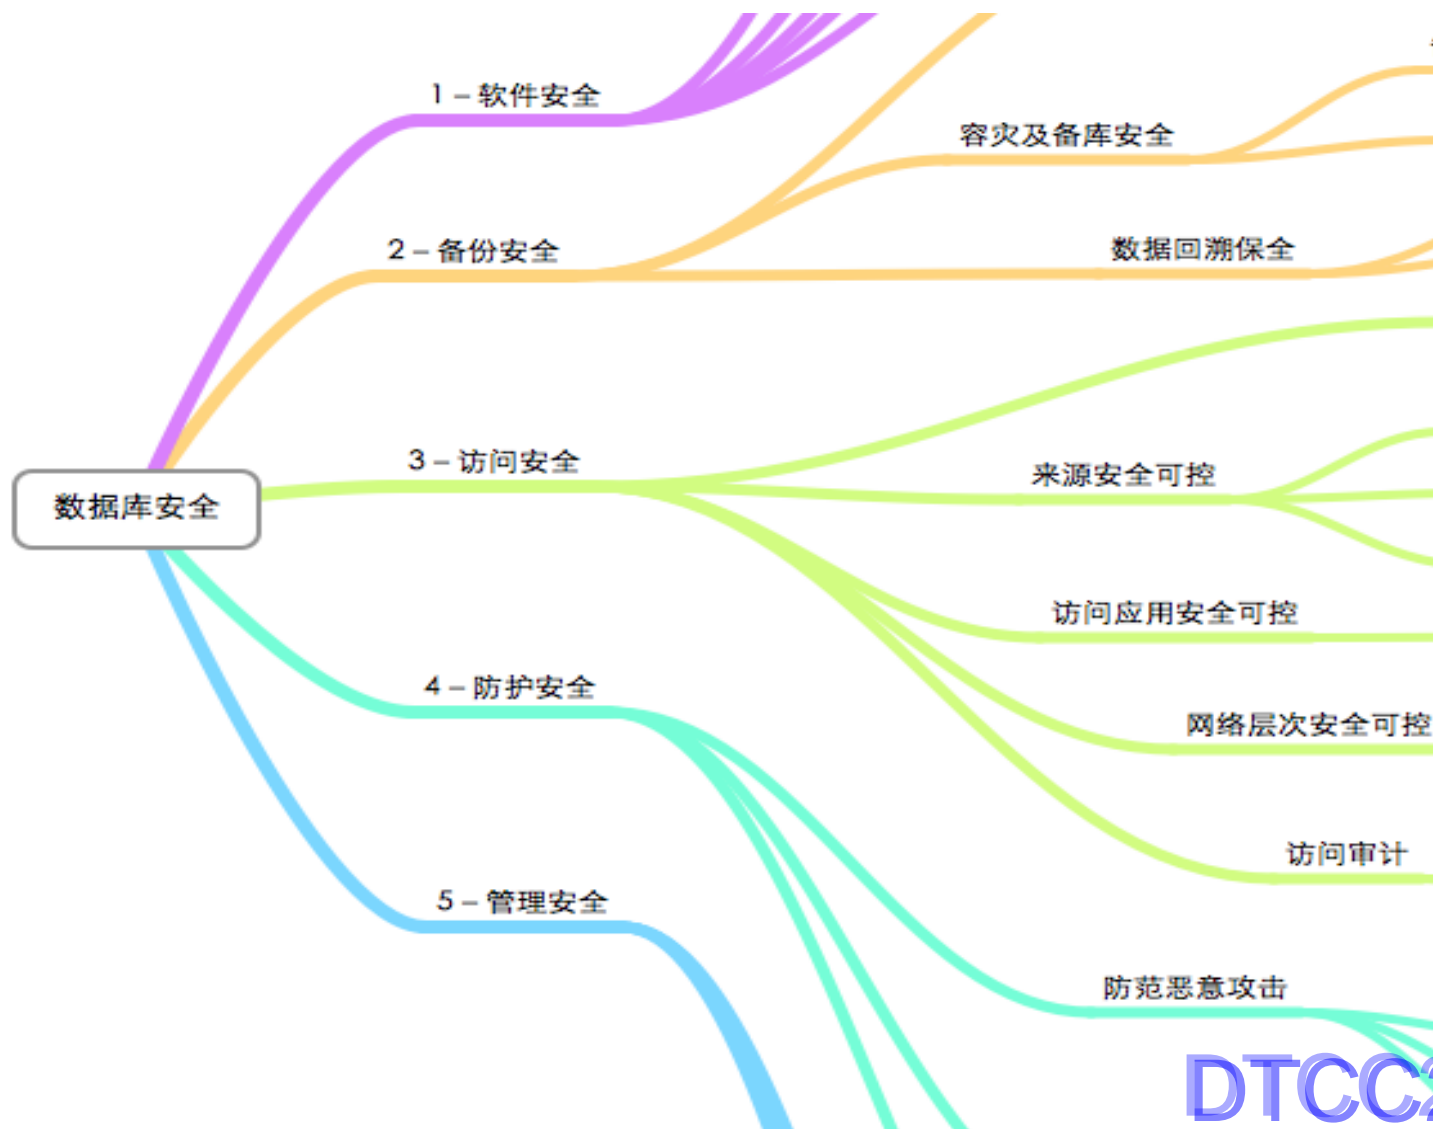 1 – 软件安全
容灾及备库安全
2 – 备份安全
数据回溯保全
3 – 访问安全
来源安全可控
数据库安全
访问应用安全可控
4 – 防护安全
网络层次安全可控
访问审计
5 – 管理安全
防范恶意攻击
DTCC2